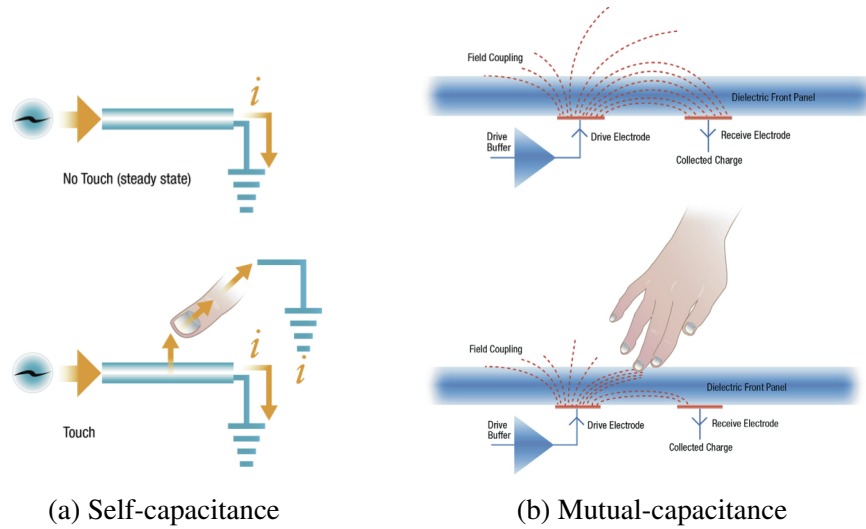 i
No Touch (steady state)
i
i
Touch
(a) Self-capacitance
Field Coupling
Dielectric Front Panel
Drive
Buffer
Drive Electrode
Receive Electrode
Collected Charge
Field Coupling
Dielectric Front Panel
Drive
Buffer
Drive Electrode
Receive Electrode
Collected Charge
(b) Mutual-capacitance